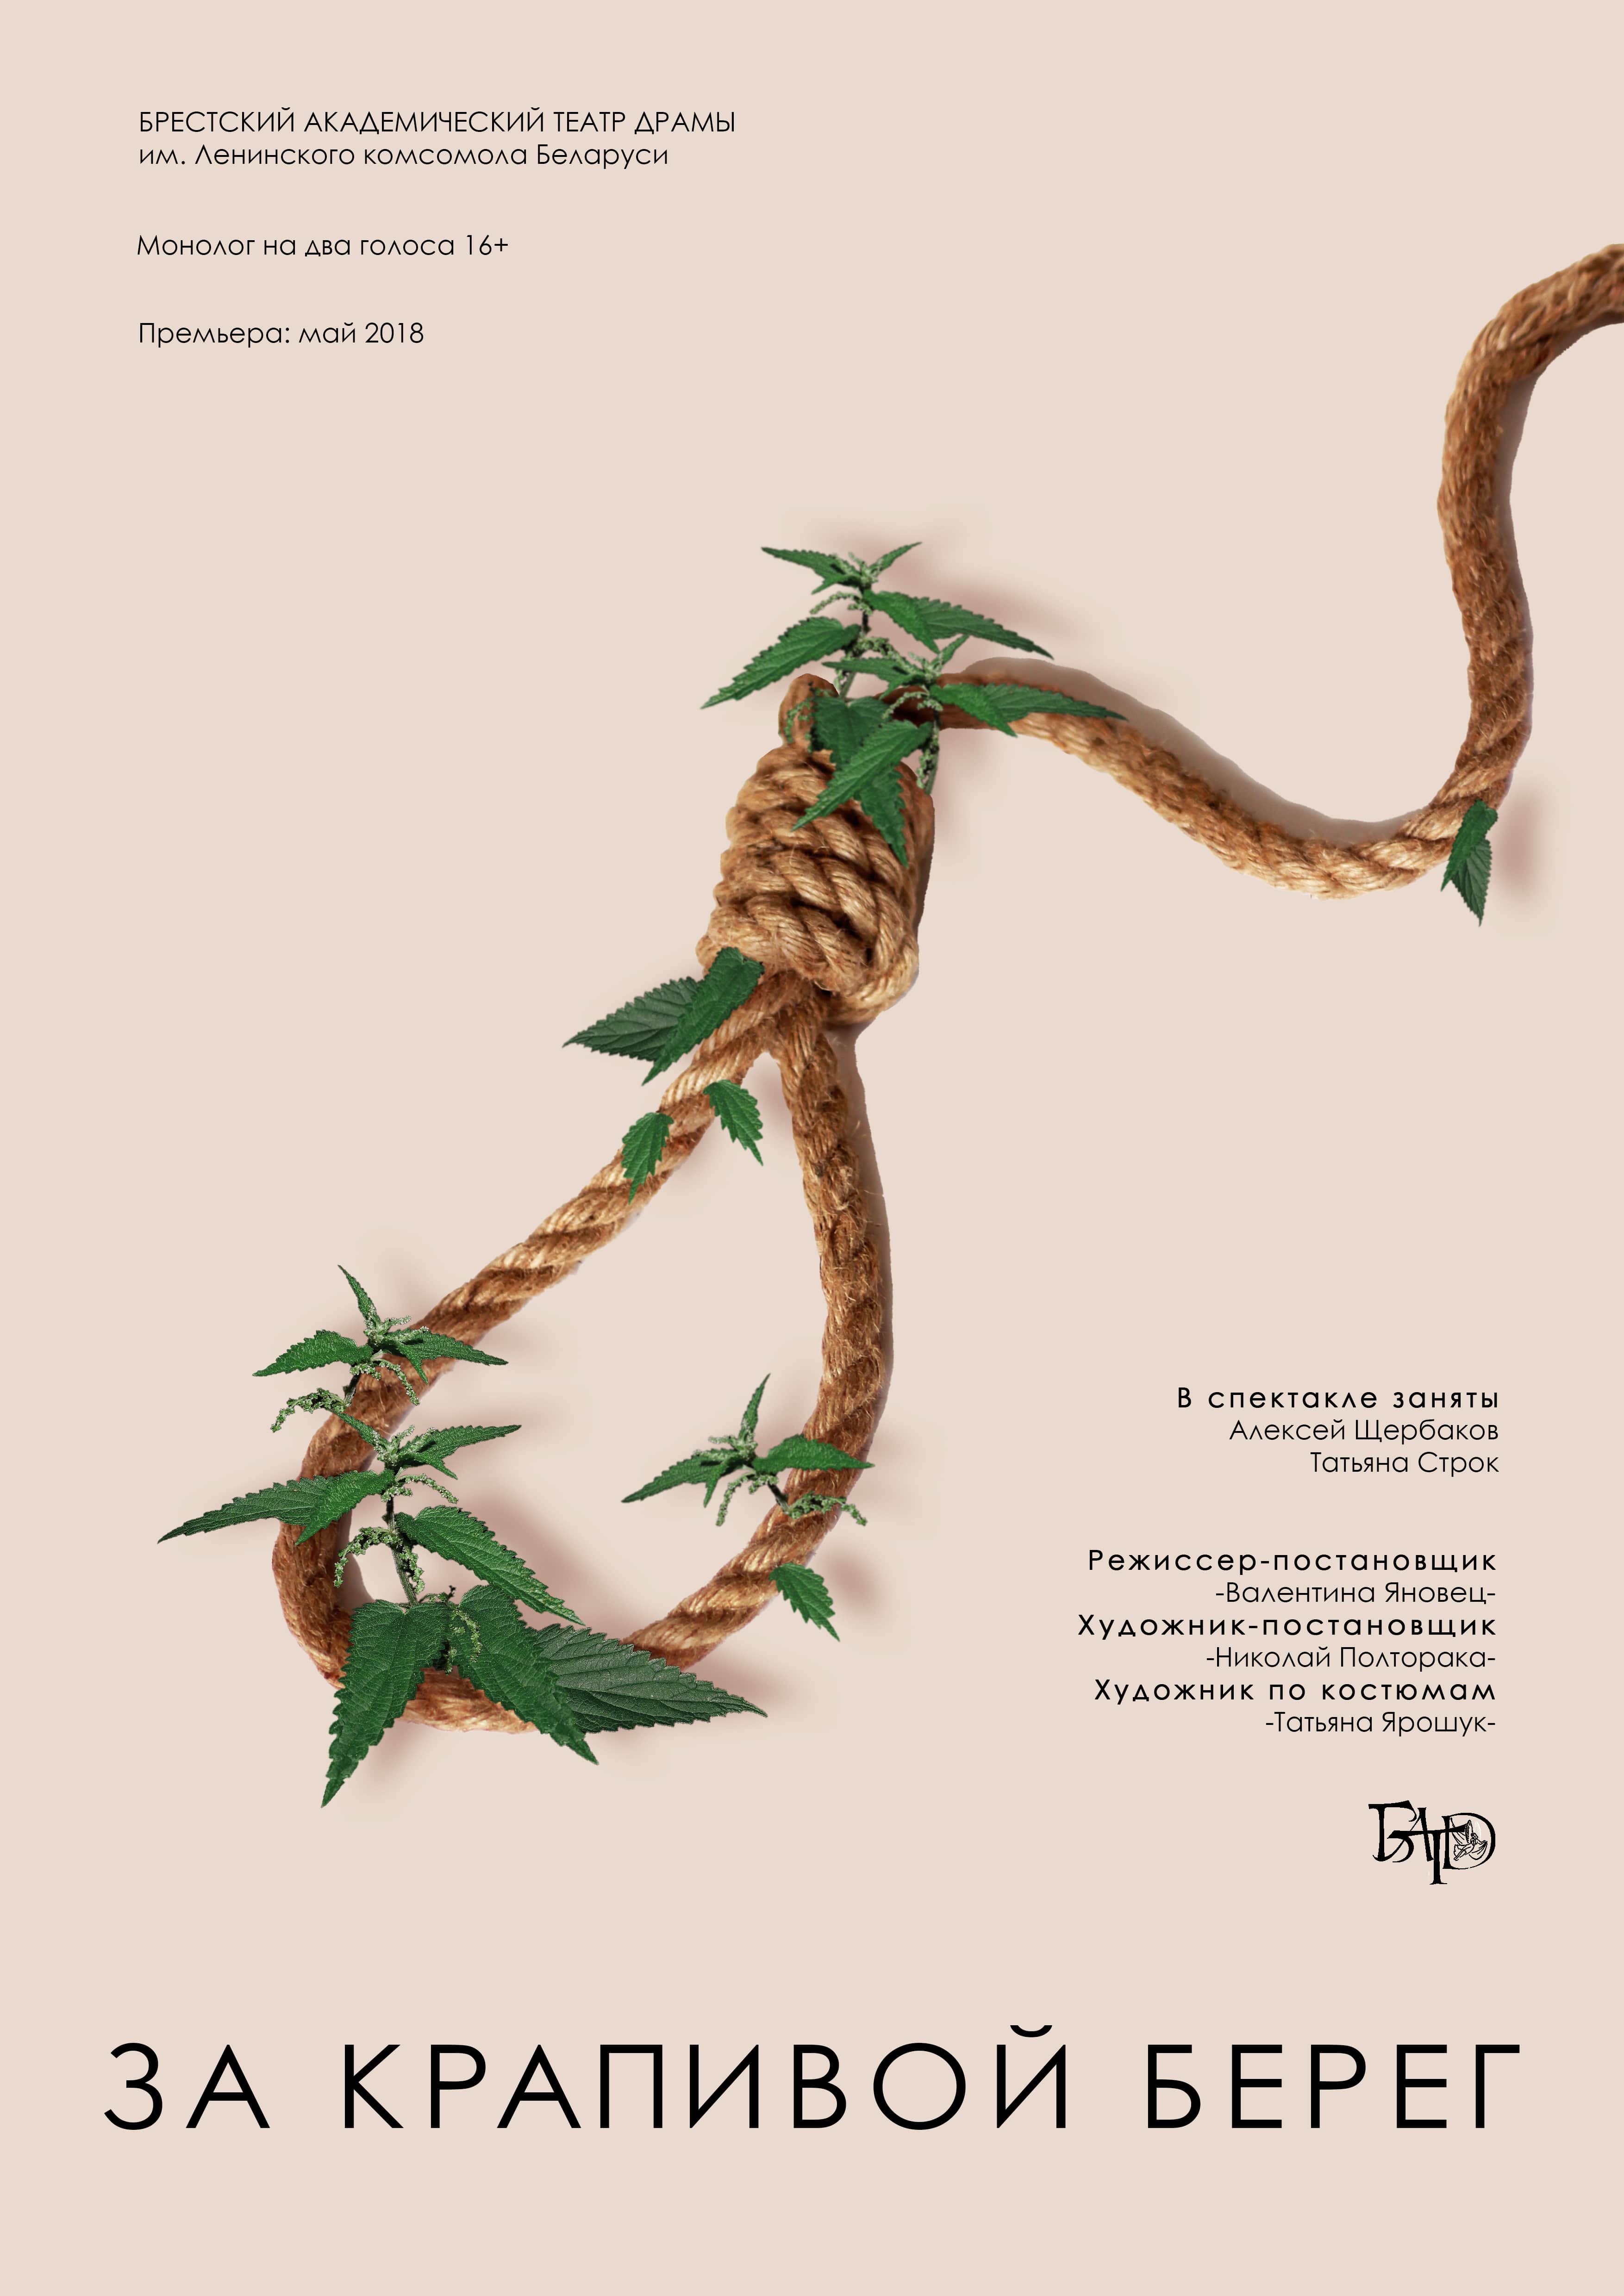 БРЕСТСКИЙ АКАДЕМИЧЕСКИЙ ТЕАТР ДРАМЫ
им. Ленинского комсомола Беларуси
Монолог на два голоса 16+
Премьера: май 2018
В спектакле заняты
Алексей Щербаков
Татьяна Строк
Режиссер-постановщик
-Валентина Яновец-
Художник-постановщик
-Николай Полторака-
Художник по костюмам
-Татьяна Ярошук-
БАТД
ЗА КРАПИВОЙ БЕРЕГ